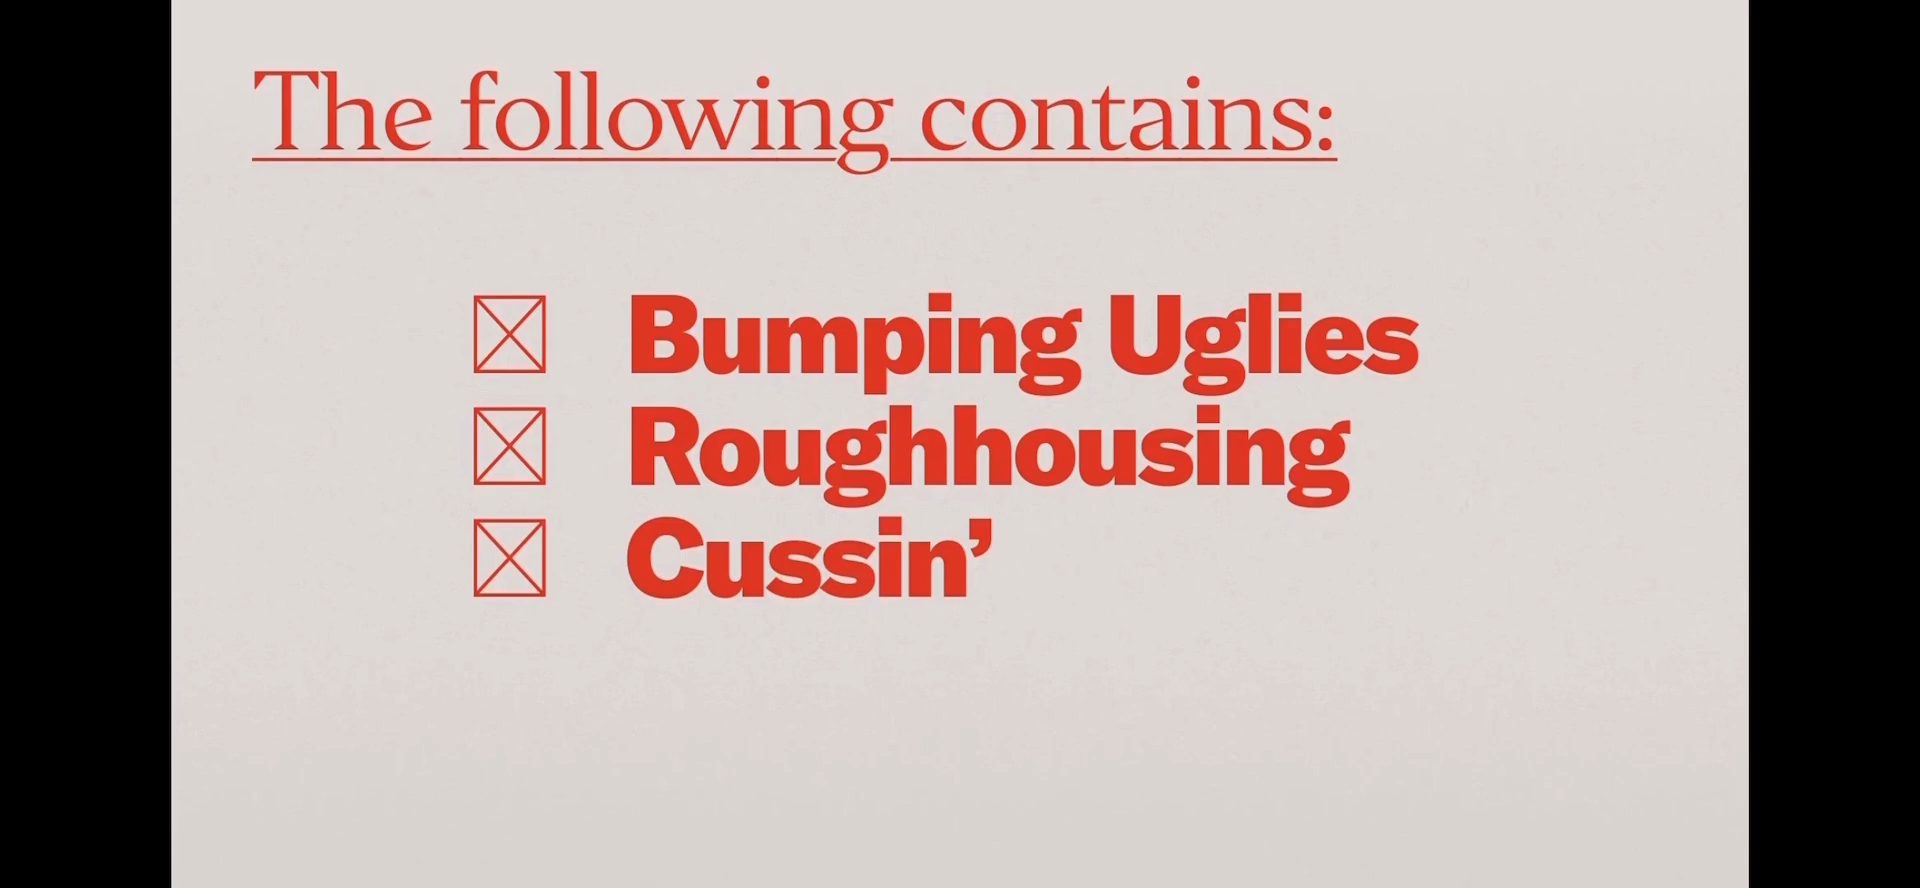 The following contains:
☒ Bumping Uglies
☒ Roughhousing
☒ Cussin’